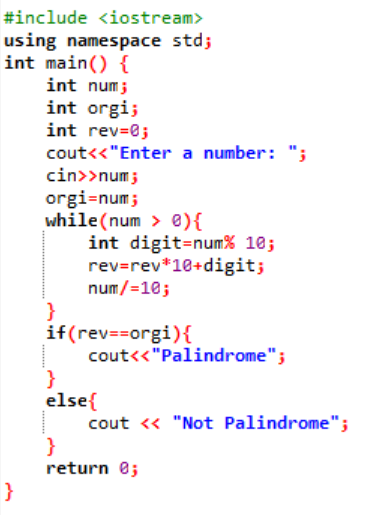 #include <iostream>
using namespace std;
int main() {
    int num;
    int orgi;
    int rev=0;
    cout<<"Enter a number: ";
    cin>>num;
    orgi=num;
    while(num > 0){
        int digit=num% 10;
        rev=rev*10+digit;
        num/=10;
    }
    if(rev==orgi){
        cout<<"Palindrome";
    }
    else{
        cout << "Not Palindrome";
    }
    return 0;
}